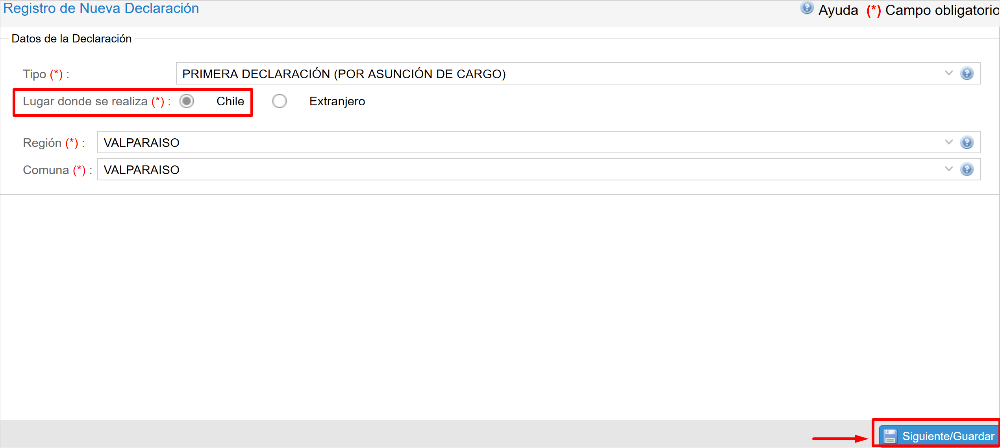 Registro de Nueva Declaración
Ayuda (*) Campo obligatorio
Datos de la Declaración
Tipo (*) : PRIMERA DECLARACIÓN (POR ASUNCIÓN DE CARGO)
Lugar donde se realiza (*) : Chile Extranjero
Región (*) : VALPARAISO
Comuna (*) : VALPARAISO
Siguiente/Guardar